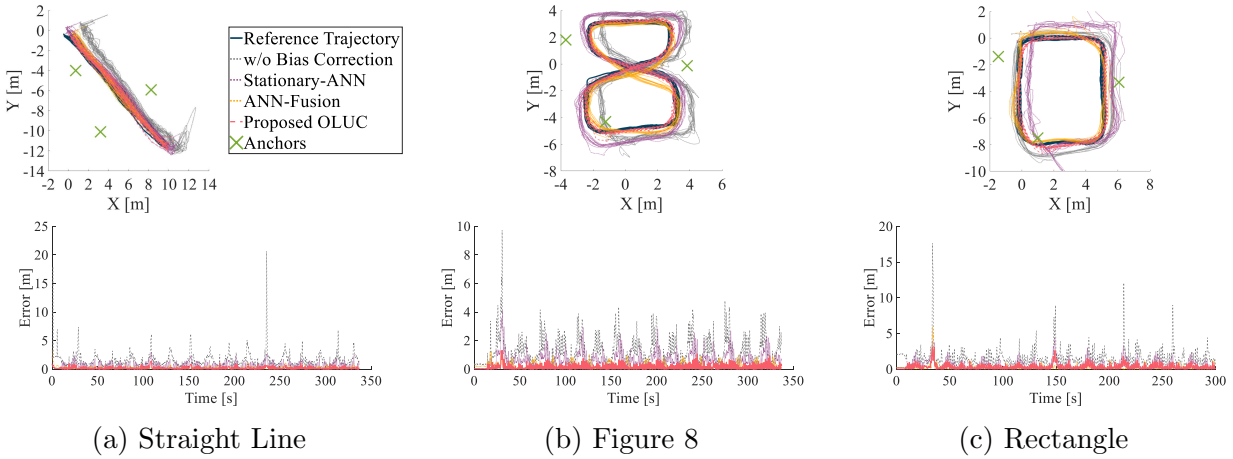 2
0
-2
-4
-6
-8
-10
-12
-14
Y [m]
-2 0 2 4 6 8 10 12 14
X [m]
Reference Trajectory
w/o Bias Correction
Stationary-ANN
ANN-Fusion
Proposed OLUC
Anchors
4
2
0
-2
-4
-6
-8
Y [m]
-4 -2 0 2 4 6
X [m]
2
0
-2
-4
-6
-8
-10
Y [m]
-2 0 2 4 6 8
X [m]
25
20
15
10
5
0
Error [m]
0 50 100 150 200 250 300 350
Time [s]
10
8
6
4
2
0
Error [m]
0 50 100 150 200 250 300 350
Time [s]
20
15
10
5
0
Error [m]
0 50 100 150 200 250 300
Time [s]
(a) Straight Line
(b) Figure 8
(c) Rectangle